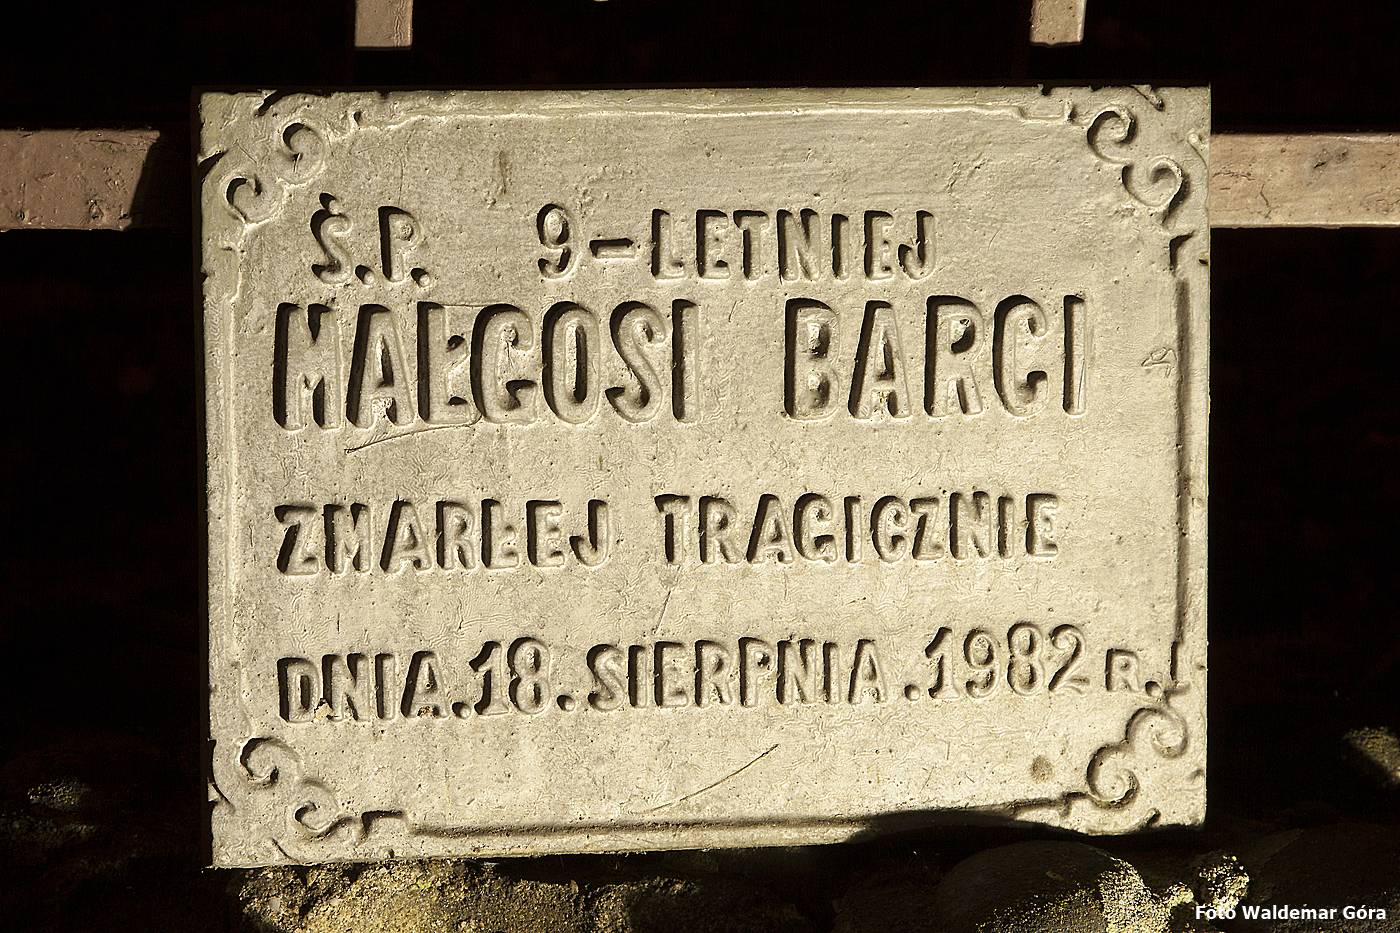 Ś.P. 9-LETNIEJ
MAŁGOSI BARCI
ZMARŁEJ TRAGICZNIE
DNIA.18.SIERPNIA.1982 R.
Foto Waldemar Góra